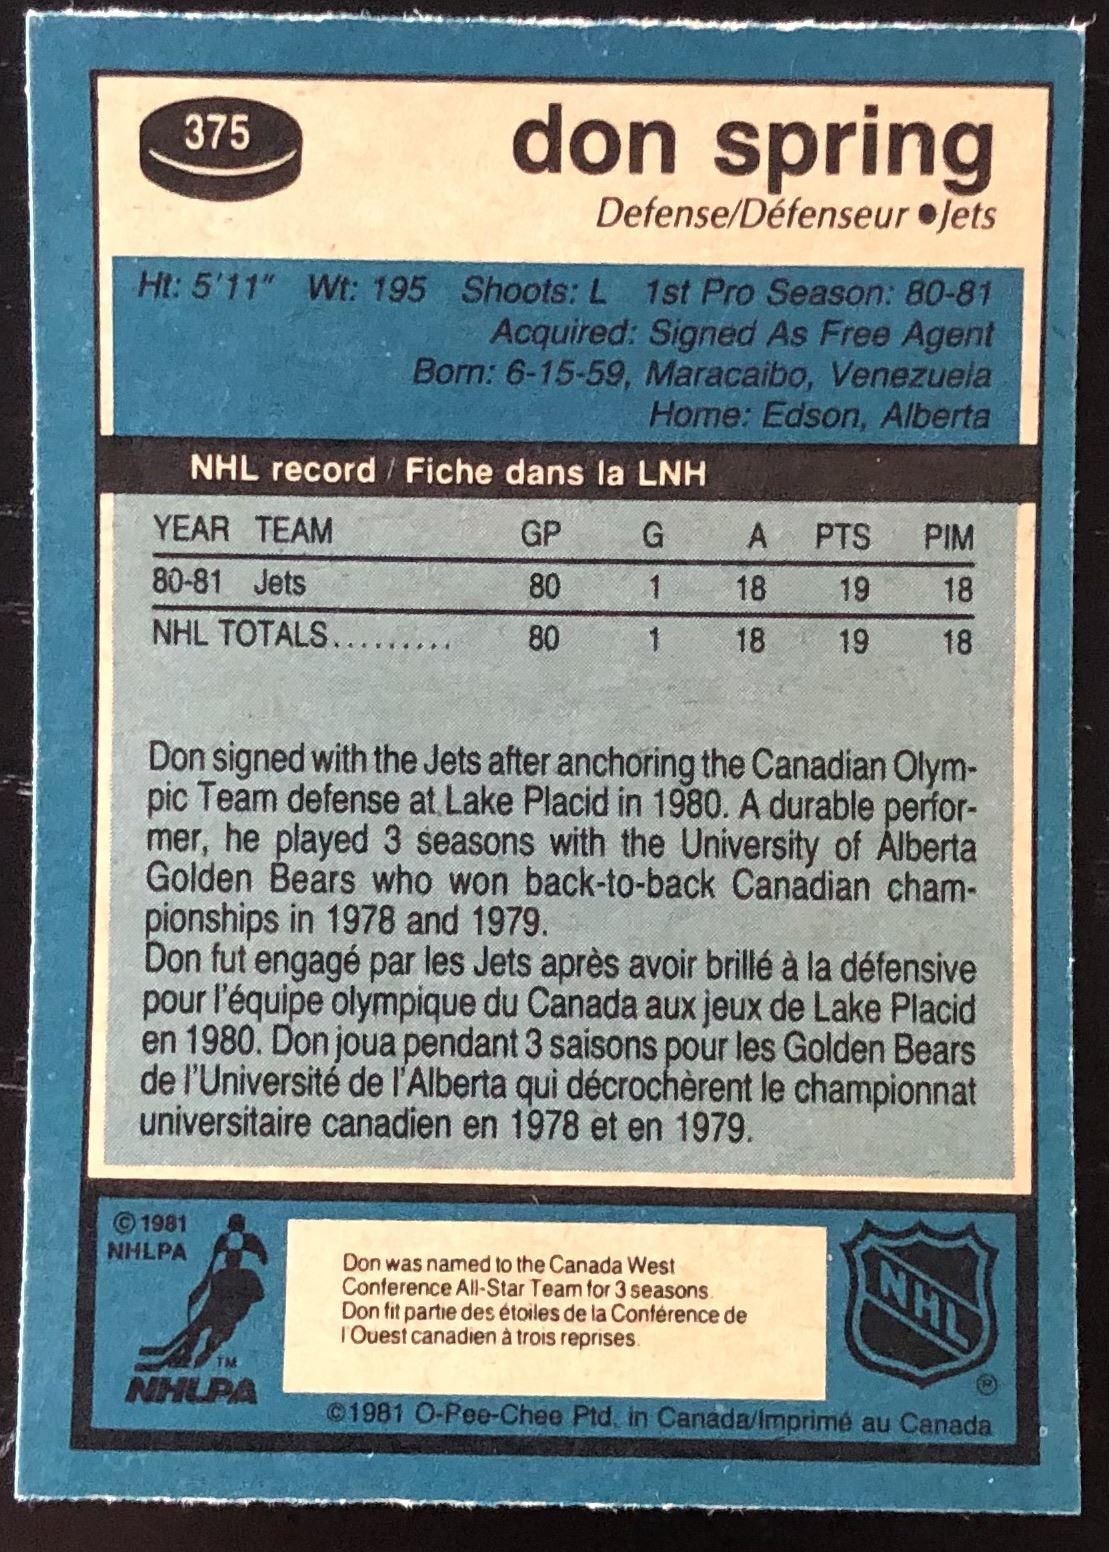 375
don spring
Defense/Défenseur ●Jets
Ht: 5'11" Wt: 195 Shoots: L 1st Pro Season: 80-81
Acquired: Signed As Free Agent
Born: 6-15-59, Maracaibo, Venezuela
Home: Edson, Alberta
NHL record / Fiche dans la LNH
YEAR TEAM GP G A PTS PIM
80-81 Jets 80 1 18 19 18
NHL TOTALS.......... 80 1 18 19 18
Don signed with the Jets after anchoring the Canadian Olym-
pic Team defense at Lake Placid in 1980. A durable perfor-
mer, he played 3 seasons with the University of Alberta
Golden Bears who won back-to-back Canadian cham-
pionships in 1978 and 1979.
Don fut engagé par les Jets après avoir brillé à la défensive
pour l'équipe olympique du Canada aux jeux de Lake Placid
en 1980. Don joua pendant 3 saisons pour les Golden Bears
de l'Université de l'Alberta qui décrochèrent le championnat
universitaire canadien en 1978 et en 1979.
©1981
NHLPA
TM
NHLPA
Don was named to the Canada West
Conference All-Star Team for 3 seasons.
Don fit partie des étoiles de la Conférence de
l'Ouest canadien à trois reprises.
NHL
®
©1981 O-Pee-Chee Ptd. in Canada/Imprimé au Canada